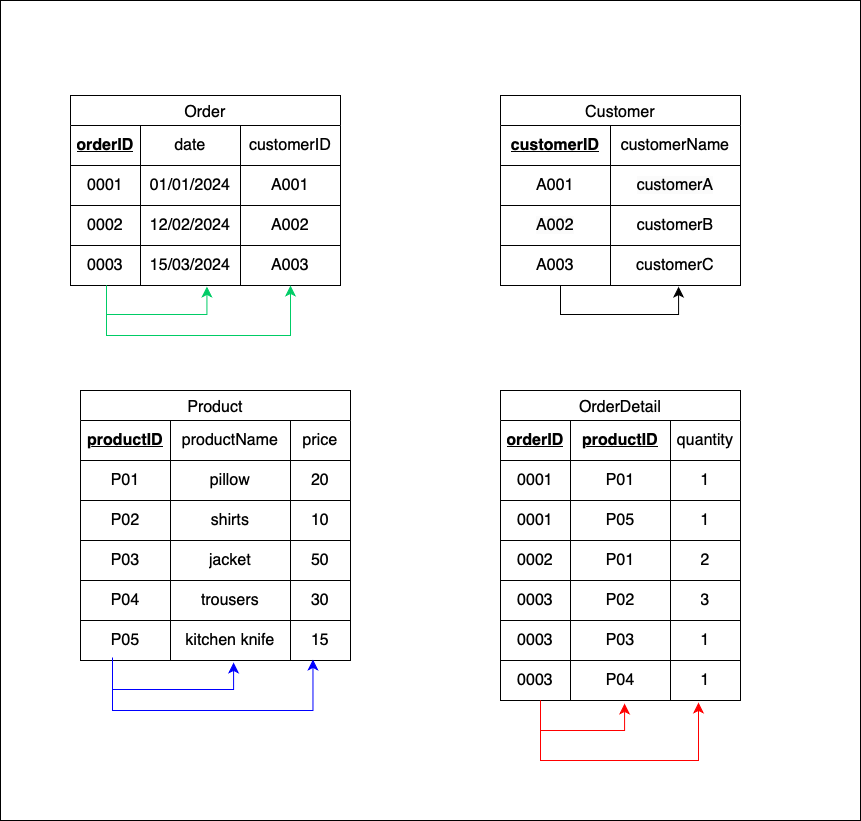 Order
orderID date customerID
0001 01/01/2024 A001
0002 12/02/2024 A002
0003 15/03/2024 A003
Customer
customerID customerName
A001 customerA
A002 customerB
A003 customerC
Product
productID productName price
P01 pillow 20
P02 shirts 10
P03 jacket 50
P04 trousers 30
P05 kitchen knife 15
OrderDetail
orderID productID quantity
0001 P01 1
0001 P05 1
0002 P01 2
0003 P02 3
0003 P03 1
0003 P04 1